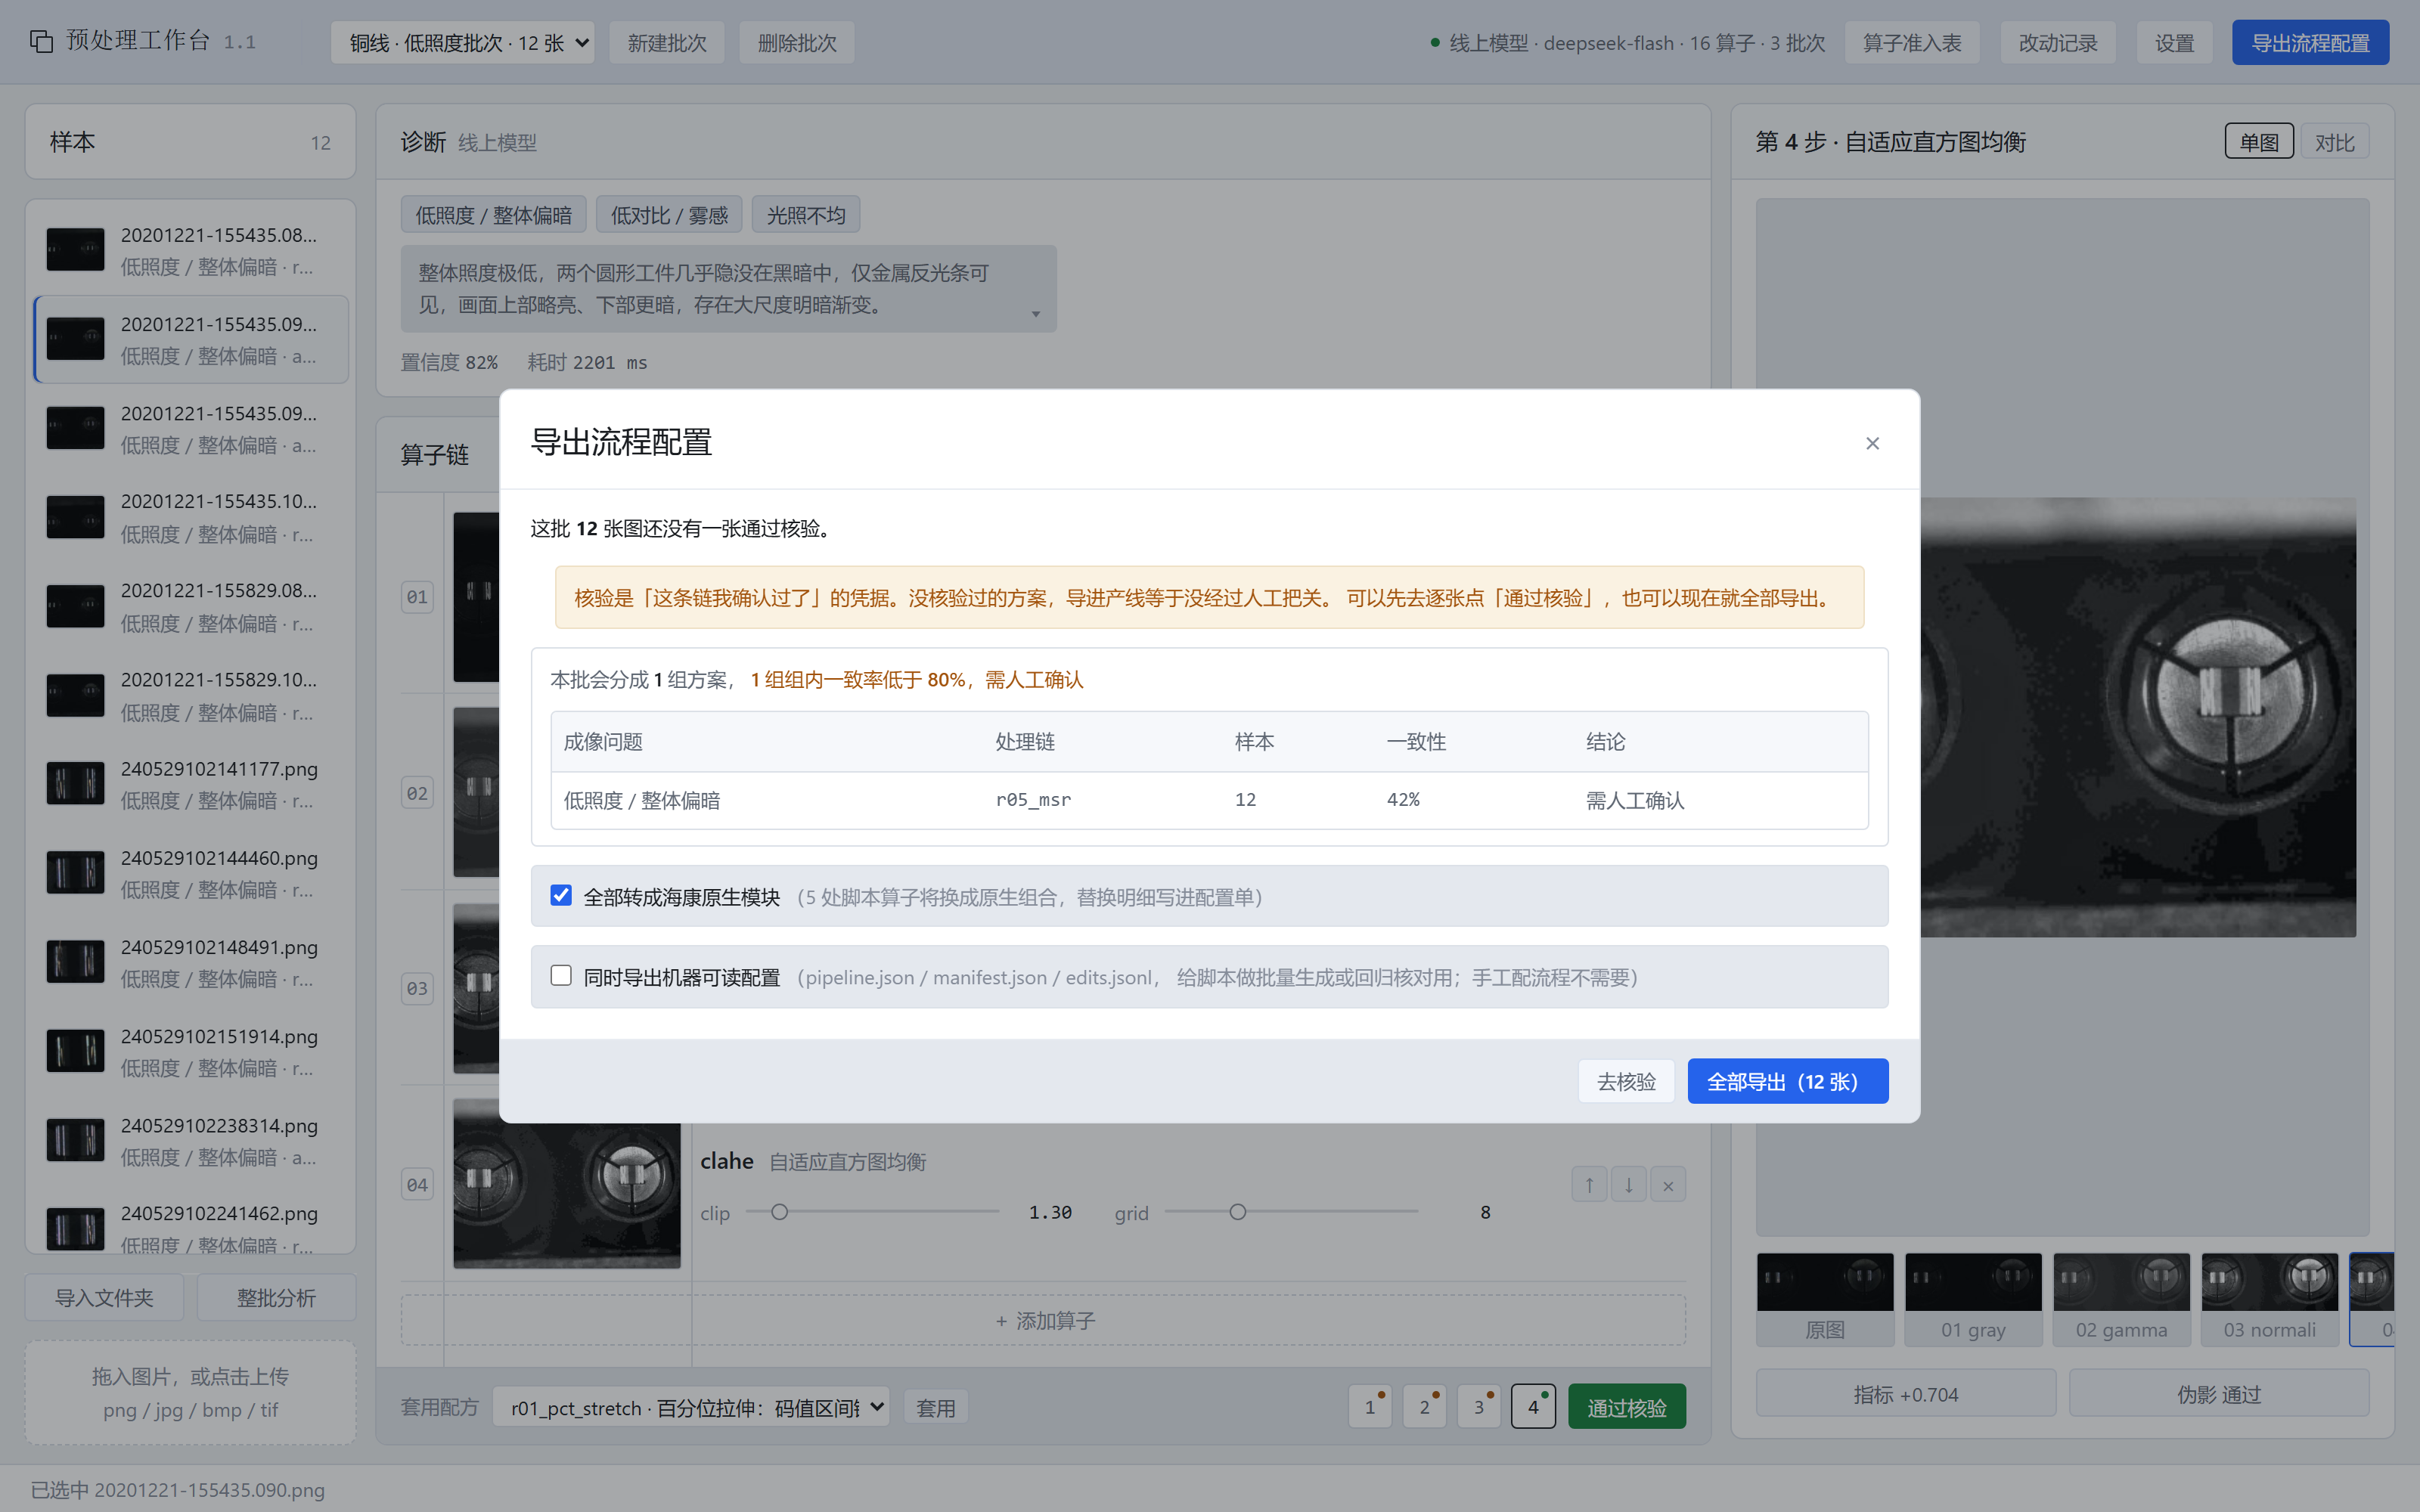 预处理工作台 1.1
铜线 · 低照度批次 · 12 张
新建批次
删除批次
线上模型 · deepseek-flash · 16 算子 · 3 批次
算子准入表
改动记录
设置
导出流程配置
样本 12
20201221-155435.08...
低照度 / 整体偏暗 · r...
20201221-155435.09...
低照度 / 整体偏暗 · a...
20201221-155435.09...
低照度 / 整体偏暗 · a...
20201221-155435.10...
低照度 / 整体偏暗 · r...
20201221-155829.08...
低照度 / 整体偏暗 · r...
20201221-155829.10...
低照度 / 整体偏暗 · r...
240529102141177.png
低照度 / 整体偏暗 · r...
240529102144460.png
低照度 / 整体偏暗 · r...
240529102148491.png
低照度 / 整体偏暗 · r...
240529102151914.png
低照度 / 整体偏暗 · r...
240529102238314.png
低照度 / 整体偏暗 · a...
240529102241462.png
低照度 / 整体偏暗 · r...
导入文件夹
整批分析
拖入图片，或点击上传
png / jpg / bmp / tif
诊断 线上模型
低照度 / 整体偏暗
低对比 / 雾感
光照不均
整体照度极低，两个圆形工件几乎隐没在黑暗中，仅金属反光条可
见，画面上部略亮、下部更暗，存在大尺度明暗渐变。
置信度 82% 耗时 2201 ms
算子链
01
02
03
04
导出流程配置
×
这批 12 张图还没有一张通过核验。
核验是「这条链我确认过了」的凭据。没核验过的方案，导进产线等于没经过人工把关。 可以先去逐张点「通过核验」，也可以现在就全部导出。
本批会分成 1 组方案， 1 组组内一致率低于 80%，需人工确认
成像问题 处理链 样本 一致性 结论
低照度 / 整体偏暗 r05_msr 12 42% 需人工确认
全部转成海康原生模块 （5 处脚本算子将换成原生组合，替换明细写进配置单）
同时导出机器可读配置 （pipeline.json / manifest.json / edits.jsonl， 给脚本做批量生成或回归核对用；手工配流程不需要）
去核验
全部导出（12 张）
clahe 自适应直方图均衡
clip 1.30 grid 8
↑ ↓ ×
+ 添加算子
套用配方
r01_pct_stretch · 百分位拉伸：码值区间
套用
1 2 3 4
通过核验
第 4 步 · 自适应直方图均衡
单图
对比
原图
01 gray
02 gamma
03 normali
指标 +0.704
伪影 通过
已选中 20201221-155435.090.png